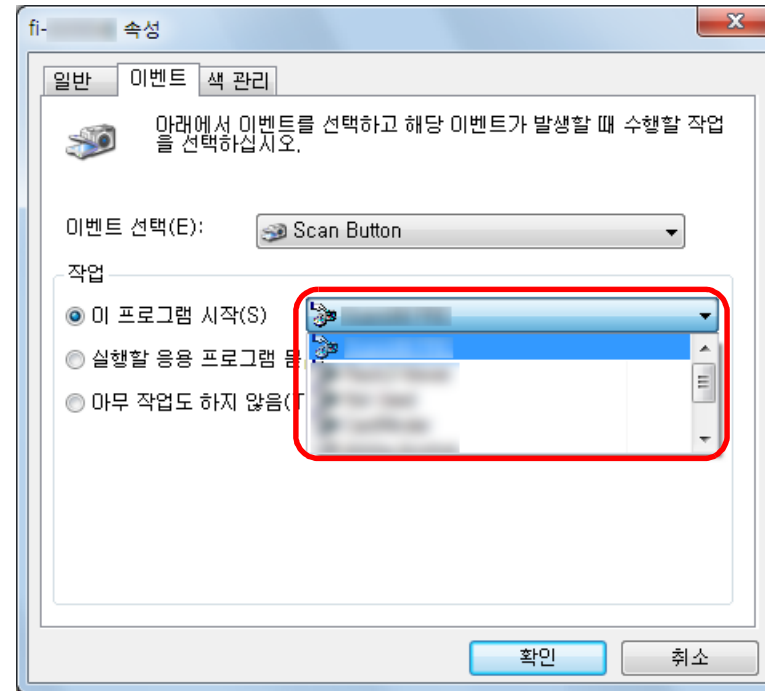 fi- 속성
일반 이벤트 색 관리
아래에서 이벤트를 선택하고 해당 이벤트가 발생할 때 수행할 작업
을 선택하십시오.
이벤트 선택(E): Scan Button
작업
이 프로그램 시작(S)
실행할 응용 프로그램
아무 작업도 하지 않음(T
확인 취소